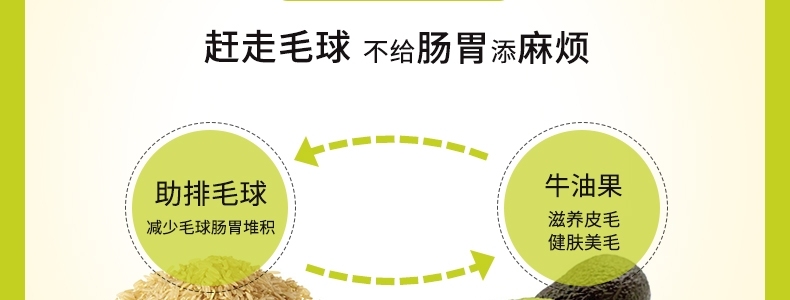 赶走毛球 不给肠胃添麻烦
助排毛球
减少毛球肠胃堆积
牛油果
滋养皮毛
健肤美毛